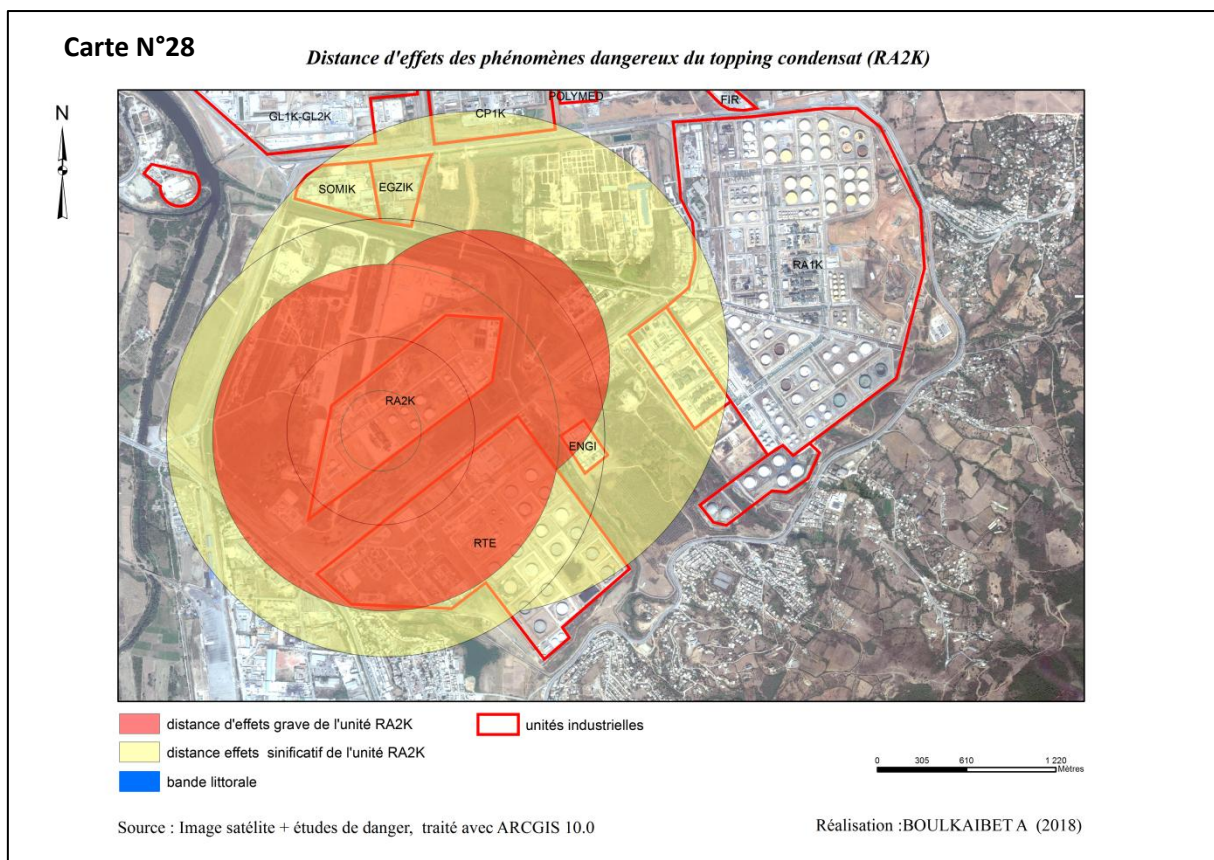 Carte N°28
Distance d'effets des phénomènes dangereux du topping condensat (RA2K)
N
POLYMED
FIR
GL1K-GL2K
CP1K
SOMIK
EGZIK
RA1K
RA2K
ENGI
RTE
distance d'effets grave de l'unité RA2K
unités industrielles
distance effets sinificatif de l'unité RA2K
bande littorale
0 305 610 1 220
Mètres
Source : Image satélite + études de danger, traité avec ARCGIS 10.0
Réalisation :BOULKAIBET A (2018)